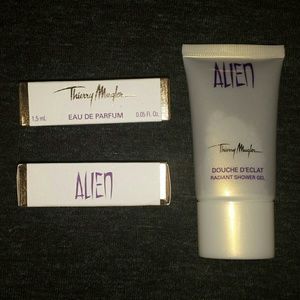 Thierry Mugler
EAU DE PARFUM
1.5 mL 0.05 Fl. Oz.
ALIEN
ALIEN
Thierry Mugler
DOUCHE D'ECLAT
RADIANT SHOWER GEL